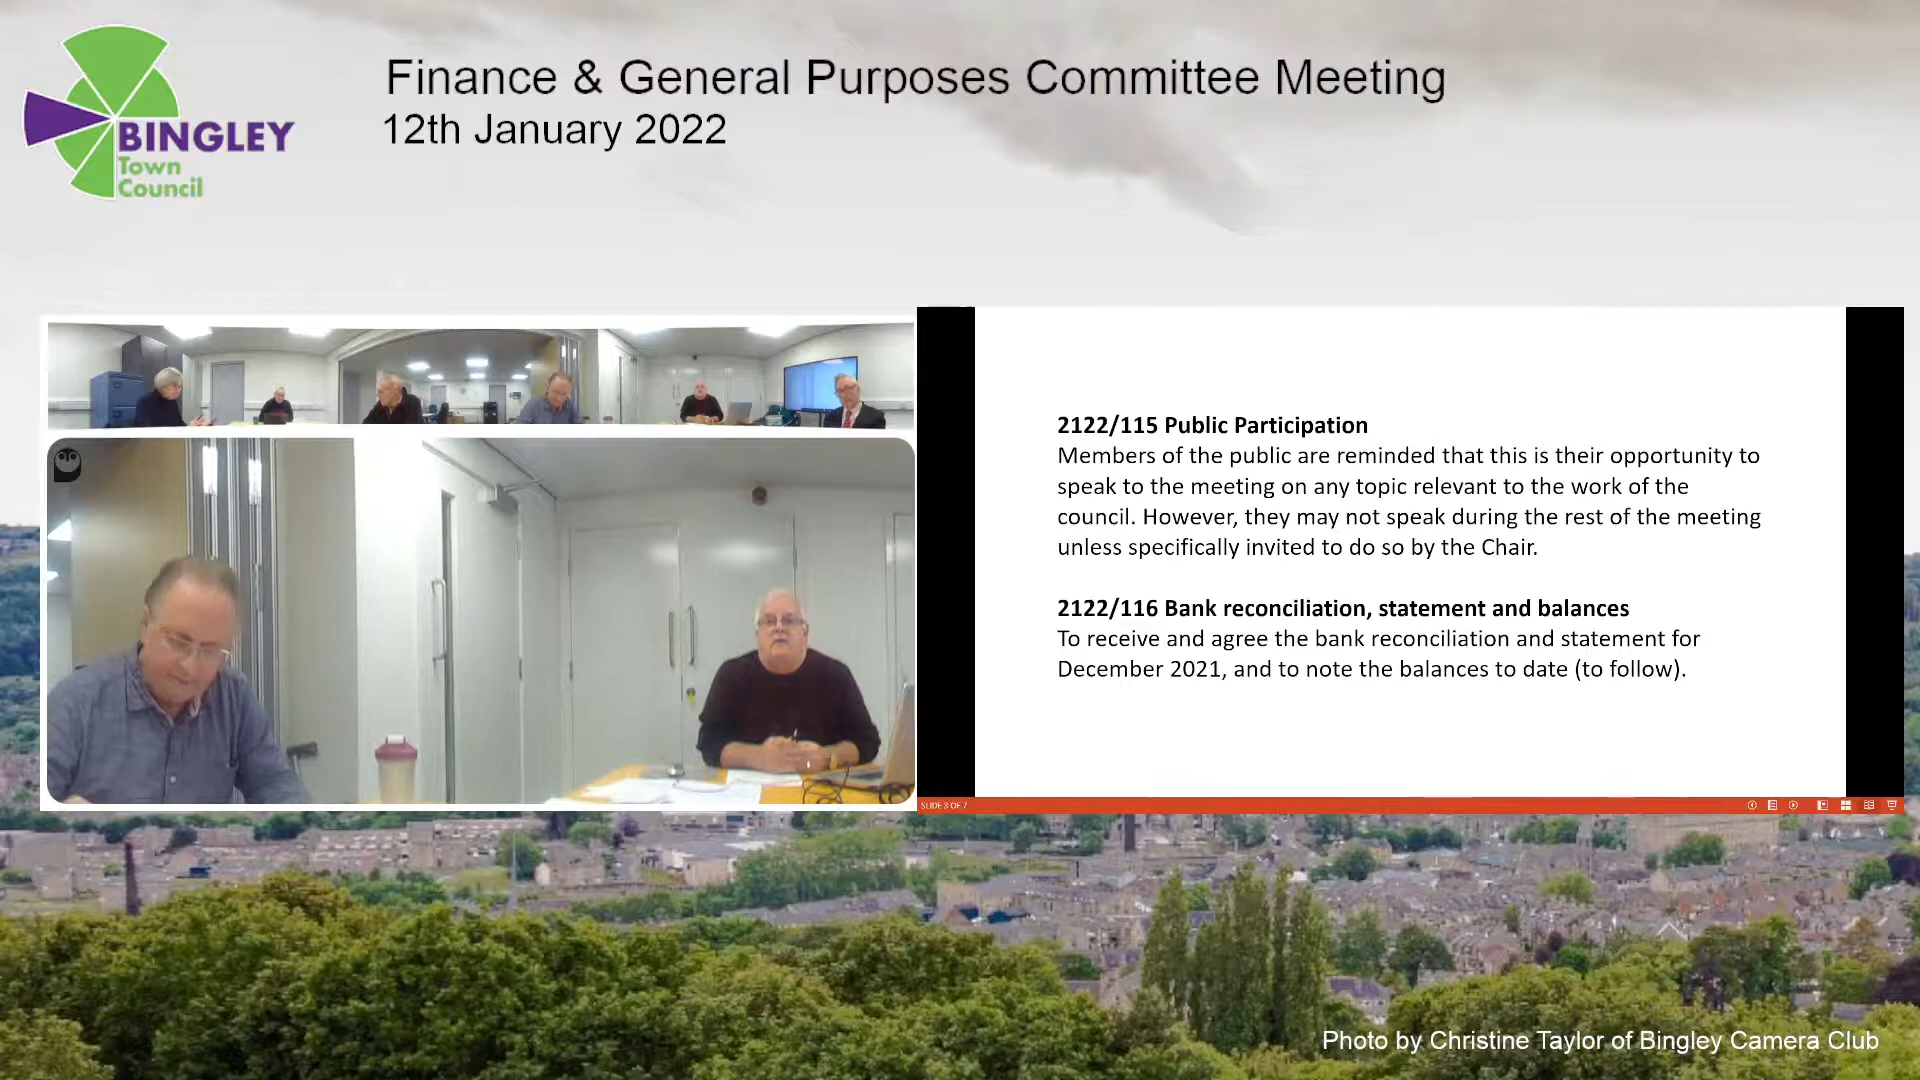 BINGLEY
Town
Council
Finance & General Purposes Committee Meeting
12th January 2022
2122/115 Public Participation
Members of the public are reminded that this is their opportunity to
speak to the meeting on any topic relevant to the work of the
council. However, they may not speak during the rest of the meeting
unless specifically invited to do so by the Chair.
2122/116 Bank reconciliation, statement and balances
To receive and agree the bank reconciliation and statement for
December 2021, and to note the balances to date (to follow).
SLIDE 3 OF 7
Photo by Christine Taylor of Bingley Camera Club